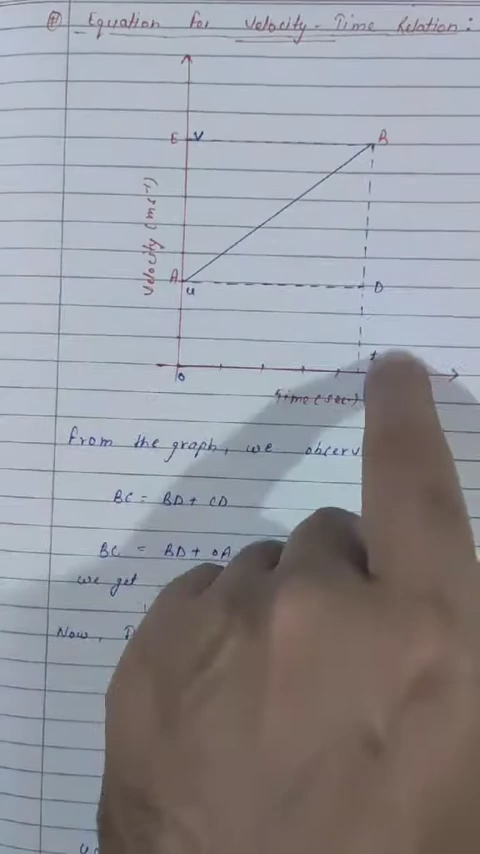 Equation for Velocity-Time Relation:
E V B
Velocity (ms⁻¹)
A
u
D
t
0
Time (sec)
from the graph, we observ
BC = BD + CD
BC = BD + OA
we get
Now,